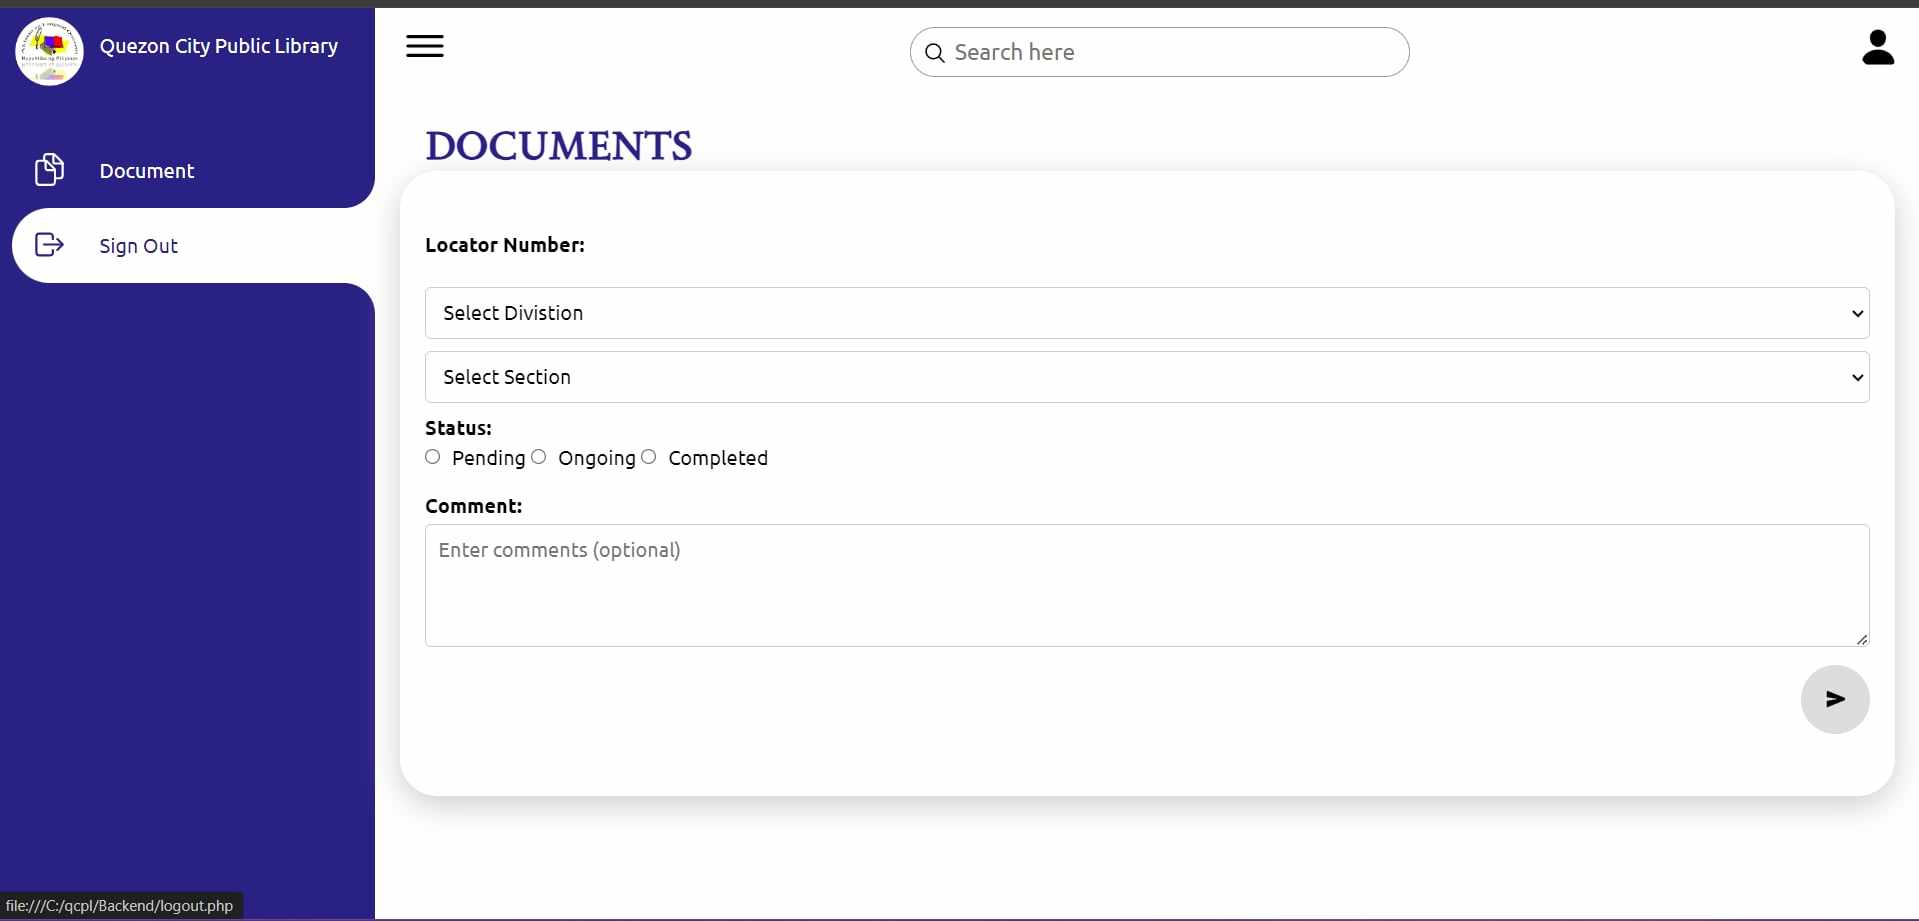 Quezon City Public Library
Search here
Document
Sign Out
DOCUMENTS
Locator Number:
Select Divistion
Select Section
Status:
Pending Ongoing Completed
Comment:
Enter comments (optional)
file:///C:/qcpl/Backend/logout.php